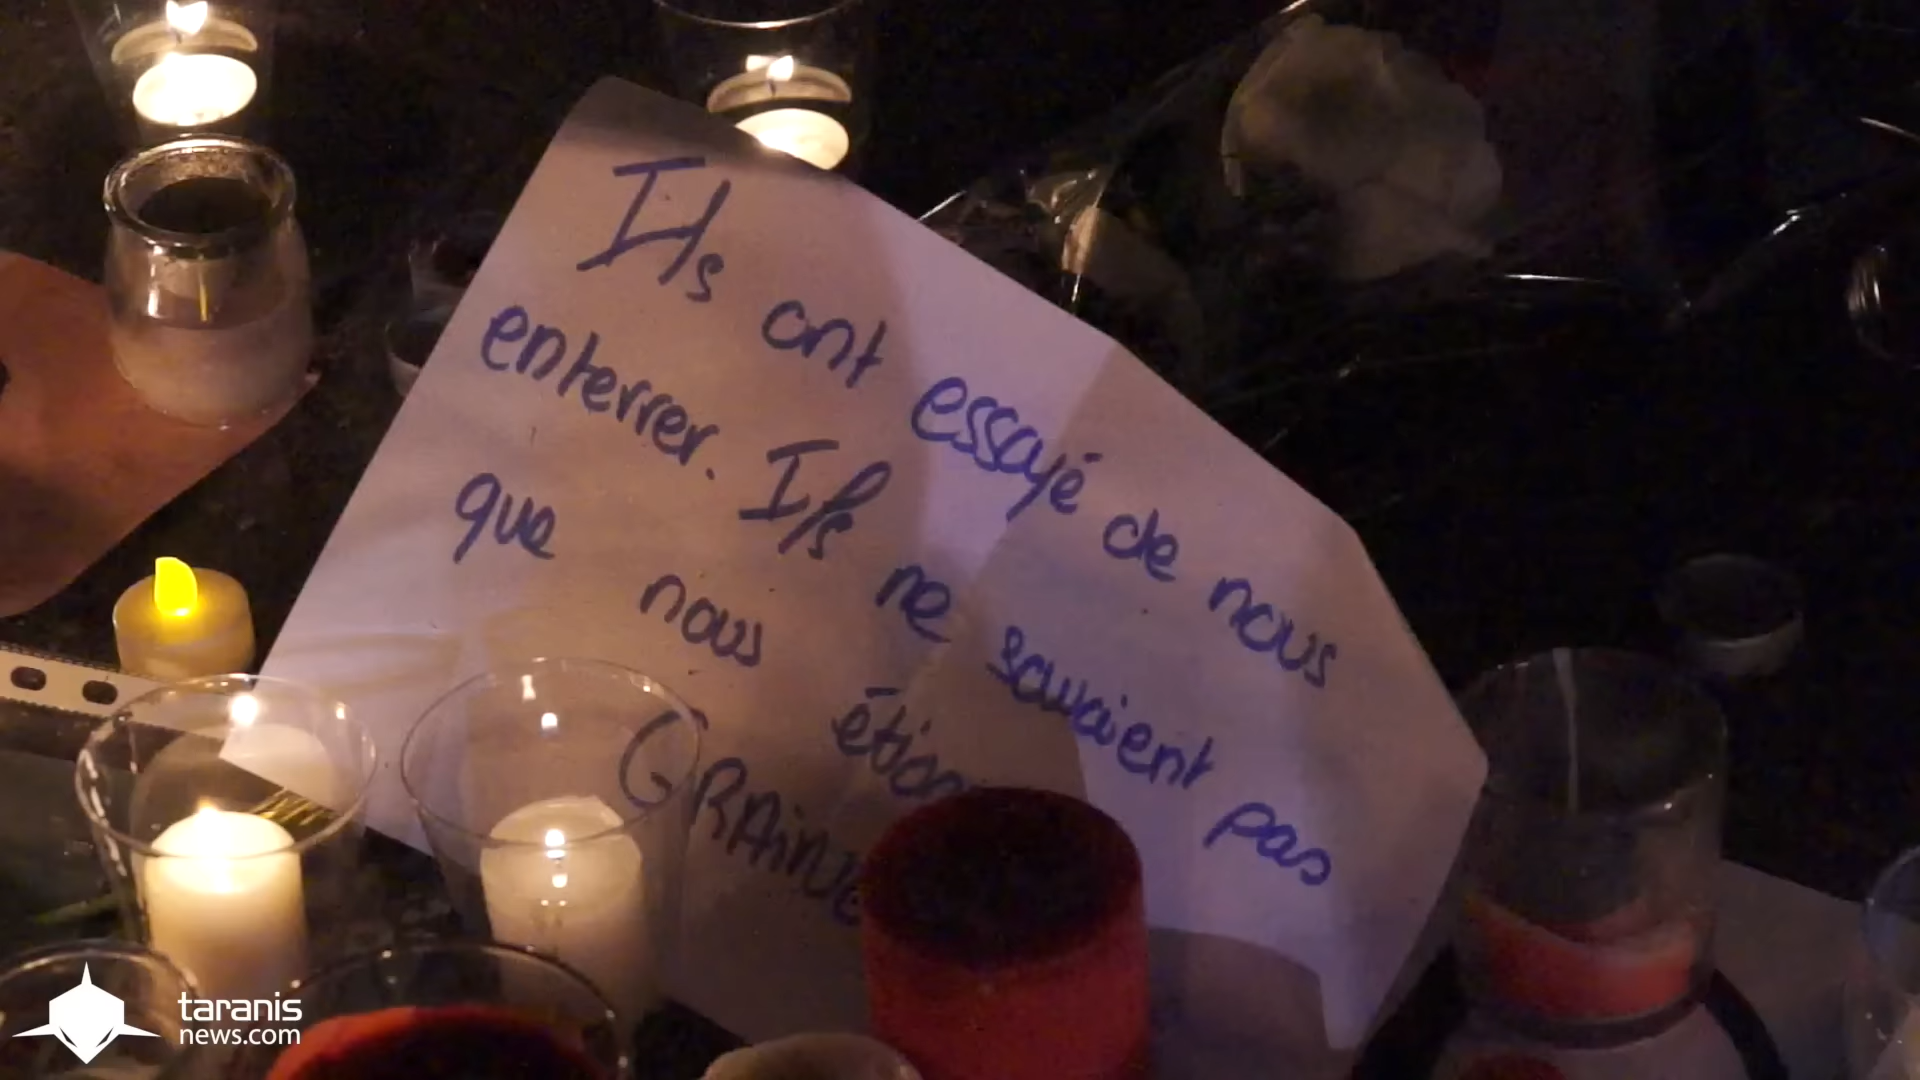 Ils ont essayé de nous
enterrer. Ils ne savaient pas
que nous
GRAINE
taranis
news.com